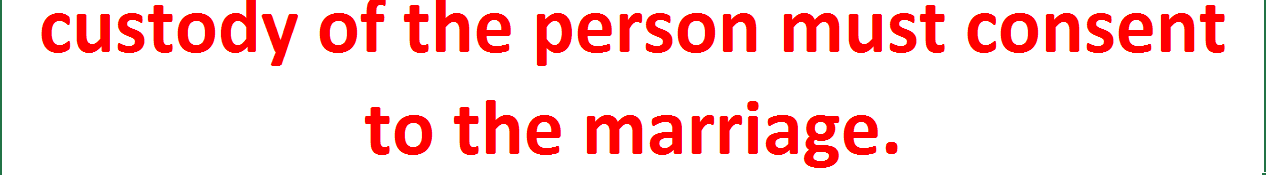 custody of the person must consent
to the marriage.